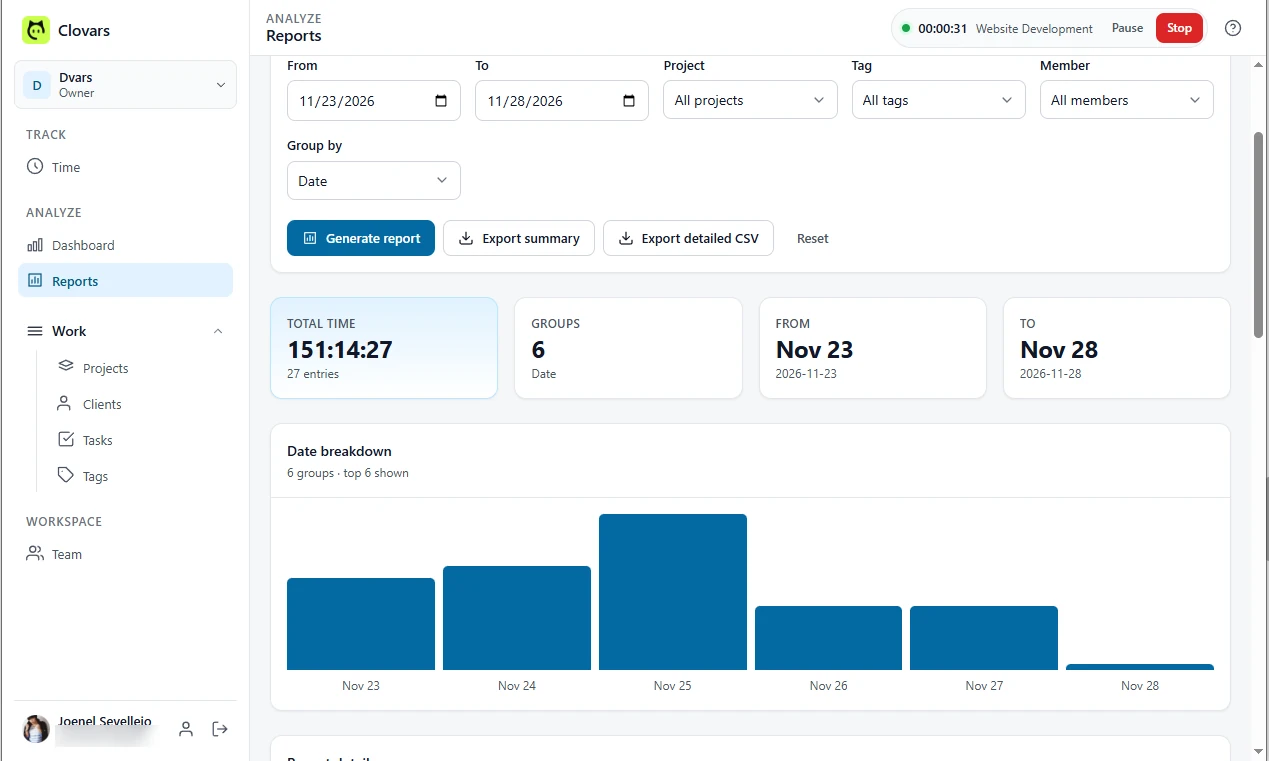 Clovars
D
Dvars
Owner
TRACK
Time
ANALYZE
Dashboard
Reports
Work
Projects
Clients
Tasks
Tags
WORKSPACE
Team
Joenel Sevellejo
ANALYZE
Reports
00:00:31 Website Development Pause Stop
From To Project Tag Member
11/23/2026 11/28/2026 All projects All tags All members
Group by
Date
Generate report Export summary Export detailed CSV Reset
TOTAL TIME
151:14:27
27 entries
GROUPS
6
Date
FROM
Nov 23
2026-11-23
TO
Nov 28
2026-11-28
Date breakdown
6 groups · top 6 shown
Nov 23 Nov 24 Nov 25 Nov 26 Nov 27 Nov 28